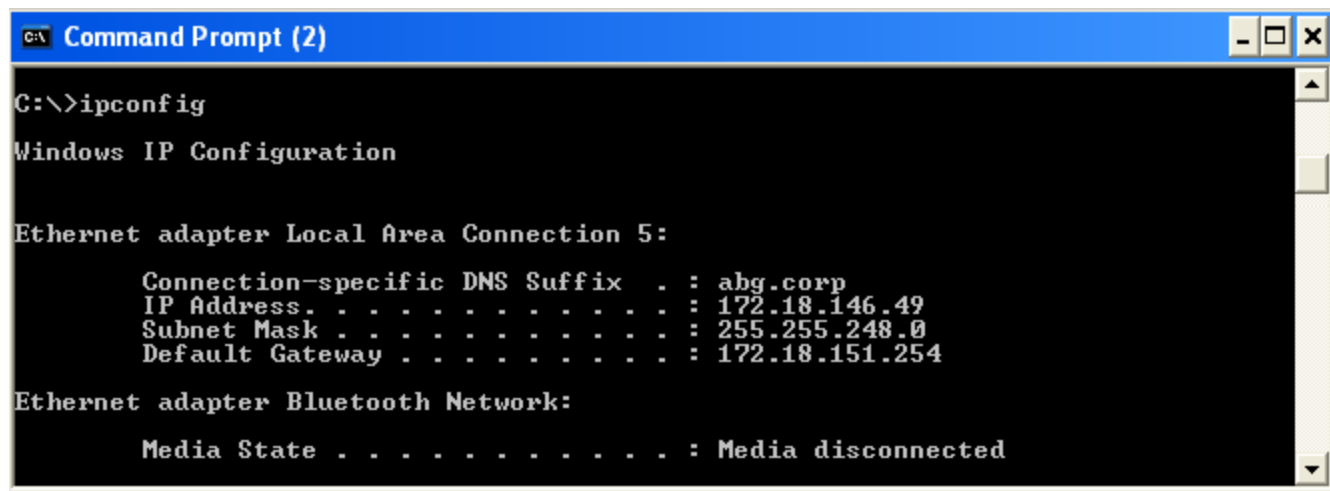 Command Prompt (2)
C:\>ipconfig
Windows IP Configuration
Ethernet adapter Local Area Connection 5:
Connection-specific DNS Suffix  . : abg.corp
IP Address. . . . . . . . . . . . : 172.18.146.49
Subnet Mask . . . . . . . . . . . : 255.255.248.0
Default Gateway . . . . . . . . . : 172.18.151.254
Ethernet adapter Bluetooth Network:
Media State . . . . . . . . . . . : Media disconnected